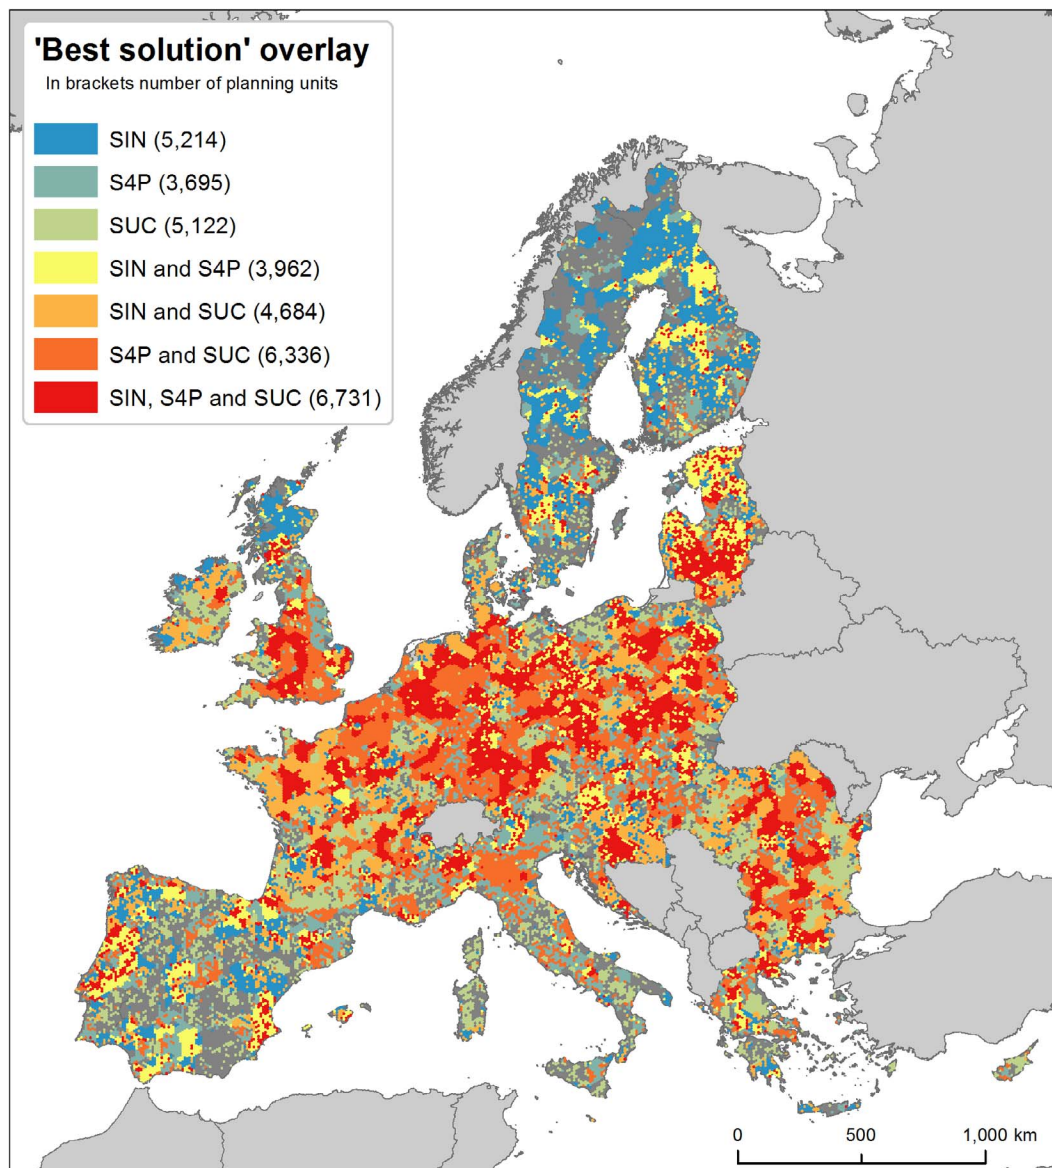 'Best solution' overlay
In brackets number of planning units
SIN (5,214)
S4P (3,695)
SUC (5,122)
SIN and S4P (3,962)
SIN and SUC (4,684)
S4P and SUC (6,336)
SIN, S4P and SUC (6,731)
0 500 1,000 km